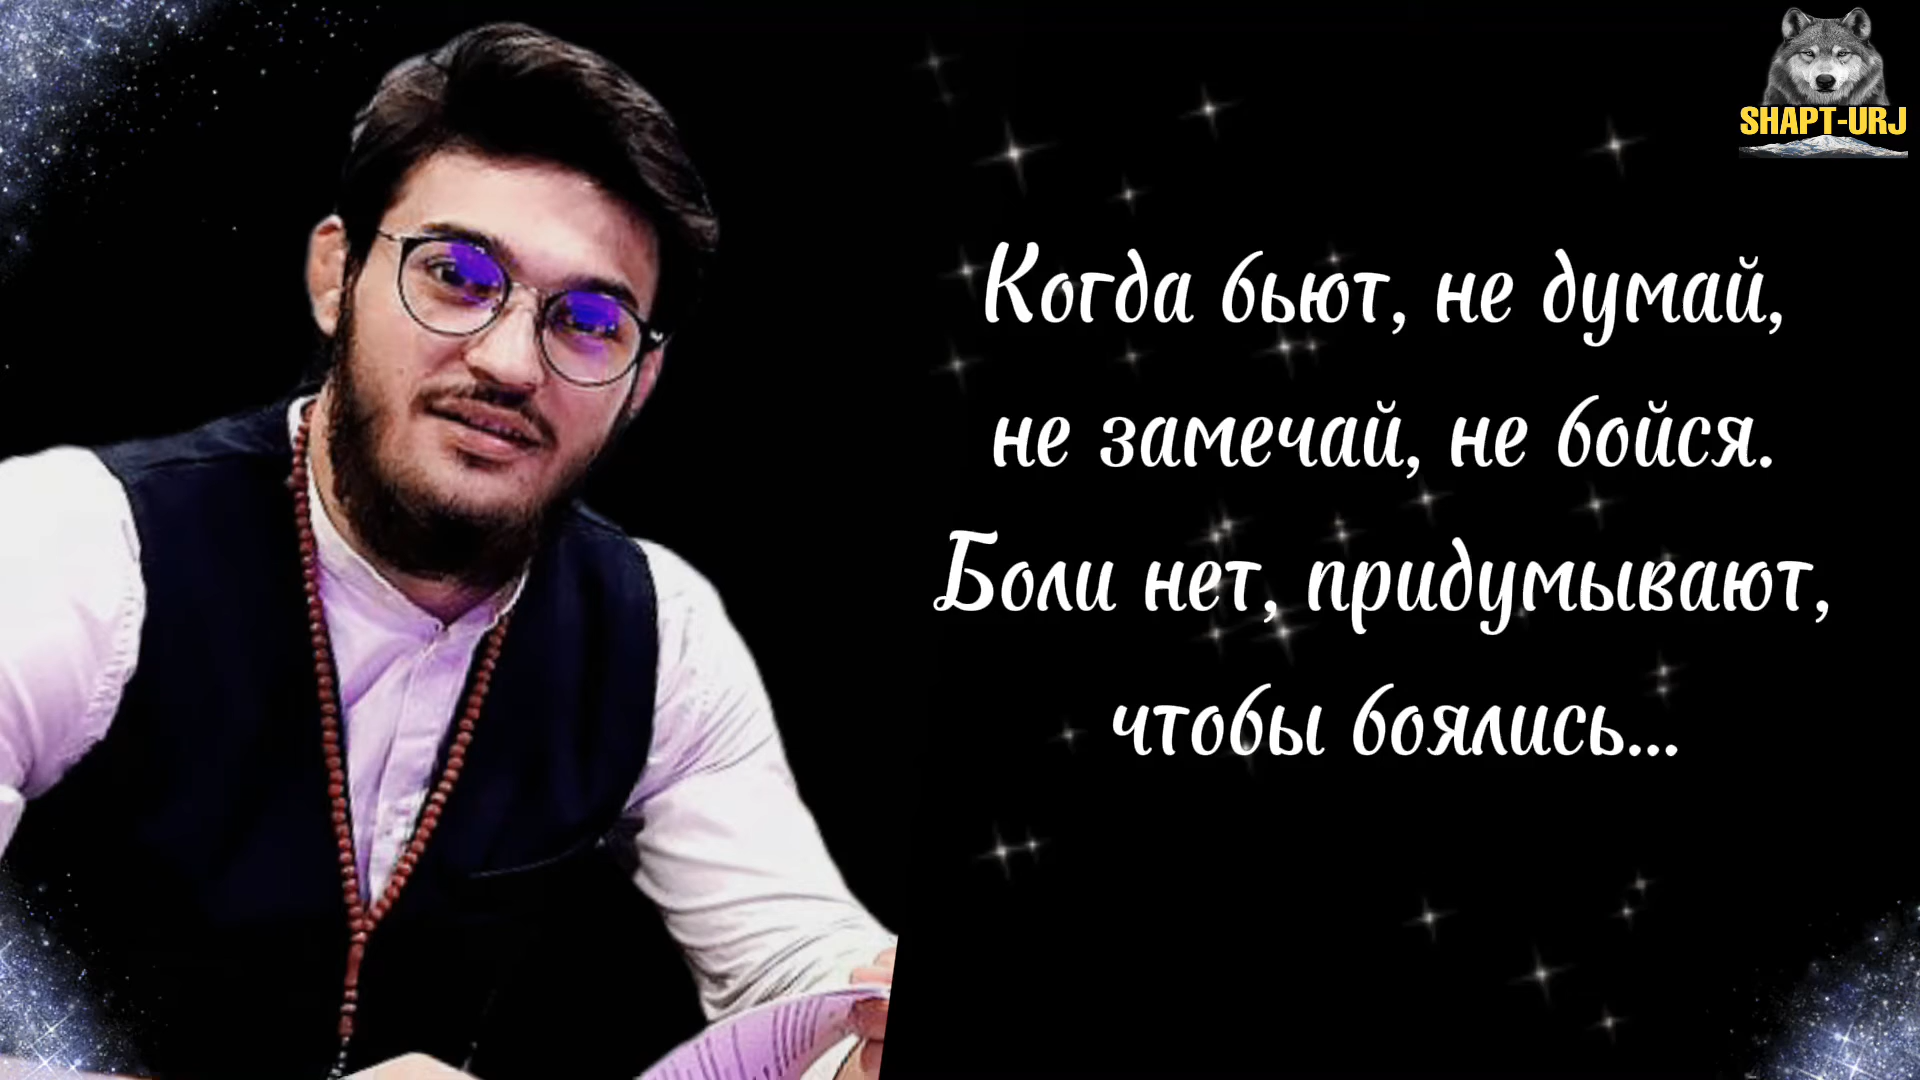 SHAPT-URJ
Когда бьют, не думай,
не замечай, не бойся.
Боли нет, придумывают,
чтобы боялись...